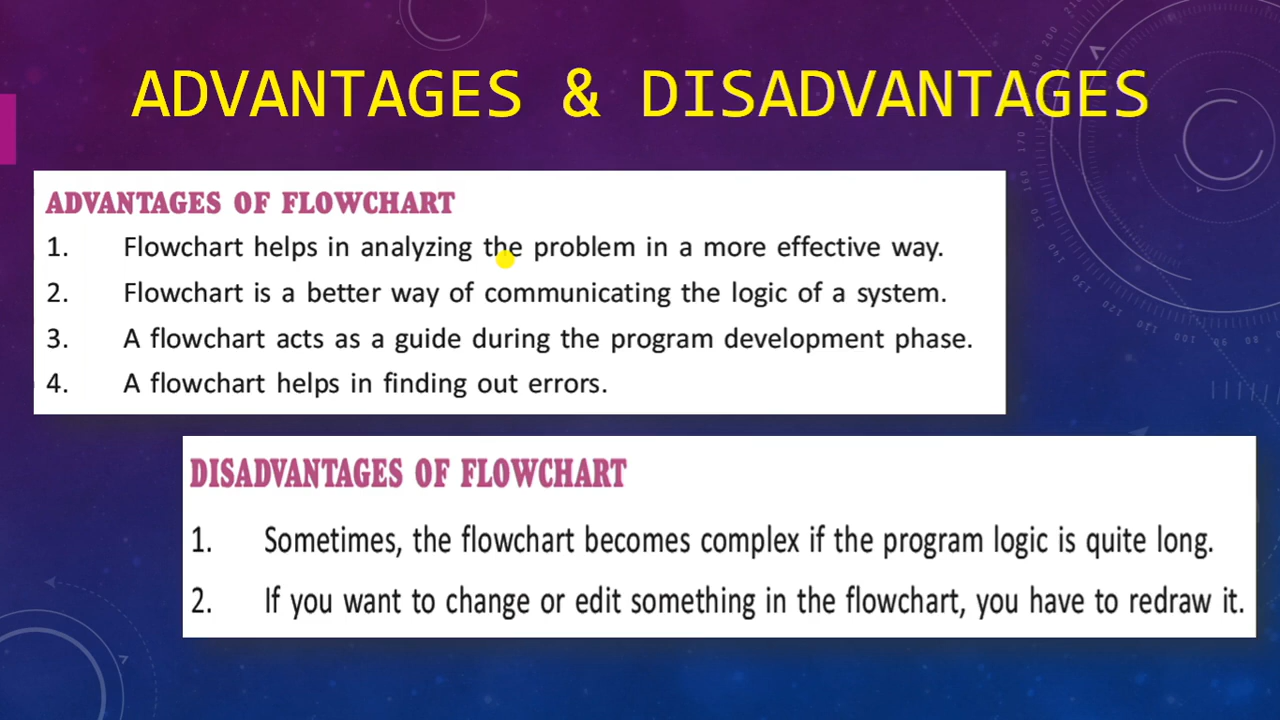 ADVANTAGES & DISADVANTAGES
ADVANTAGES OF FLOWCHART
1. Flowchart helps in analyzing the problem in a more effective way.
2. Flowchart is a better way of communicating the logic of a system.
3. A flowchart acts as a guide during the program development phase.
4. A flowchart helps in finding out errors.
DISADVANTAGES OF FLOWCHART
1. Sometimes, the flowchart becomes complex if the program logic is quite long.
2. If you want to change or edit something in the flowchart, you have to redraw it.